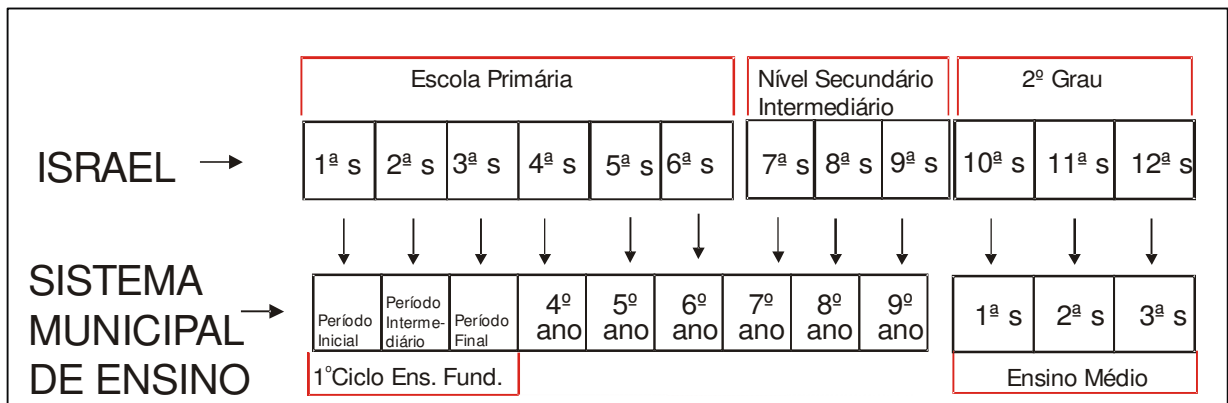 Escola Primária
Nível Secundário
Intermediário
2º Grau
ISRAEL
1ª s 2ª s 3ª s 4ª s 5ª s 6ª s 7ª s 8ª s 9ª s 10ª s 11ª s 12ª s
SISTEMA
MUNICIPAL
DE ENSINO
Período
Inicial
Período
Interme-
diário
Período
Final
4º
ano
5º
ano
6º
ano
7º
ano
8º
ano
9º
ano
1ª s 2ª s 3ª s
1ºCiclo Ens. Fund.
Ensino Médio